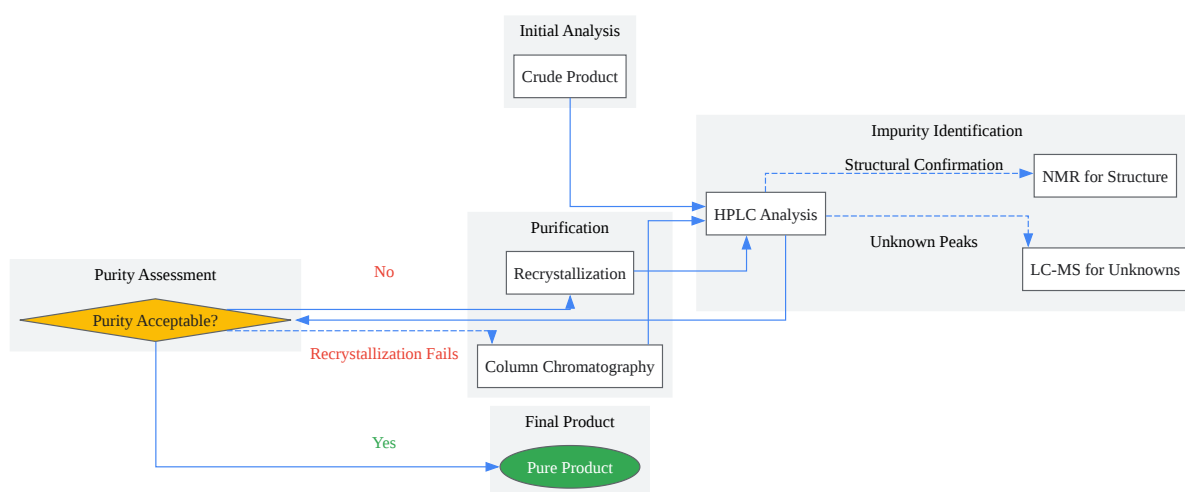 Initial Analysis
Crude Product
Impurity Identification
Structural Confirmation
NMR for Structure
HPLC Analysis
Unknown Peaks
LC-MS for Unknowns
Purification
Recrystallization
Column Chromatography
Purity Assessment
Purity Acceptable?
No
Recrystallization Fails
Yes
Final Product
Pure Product